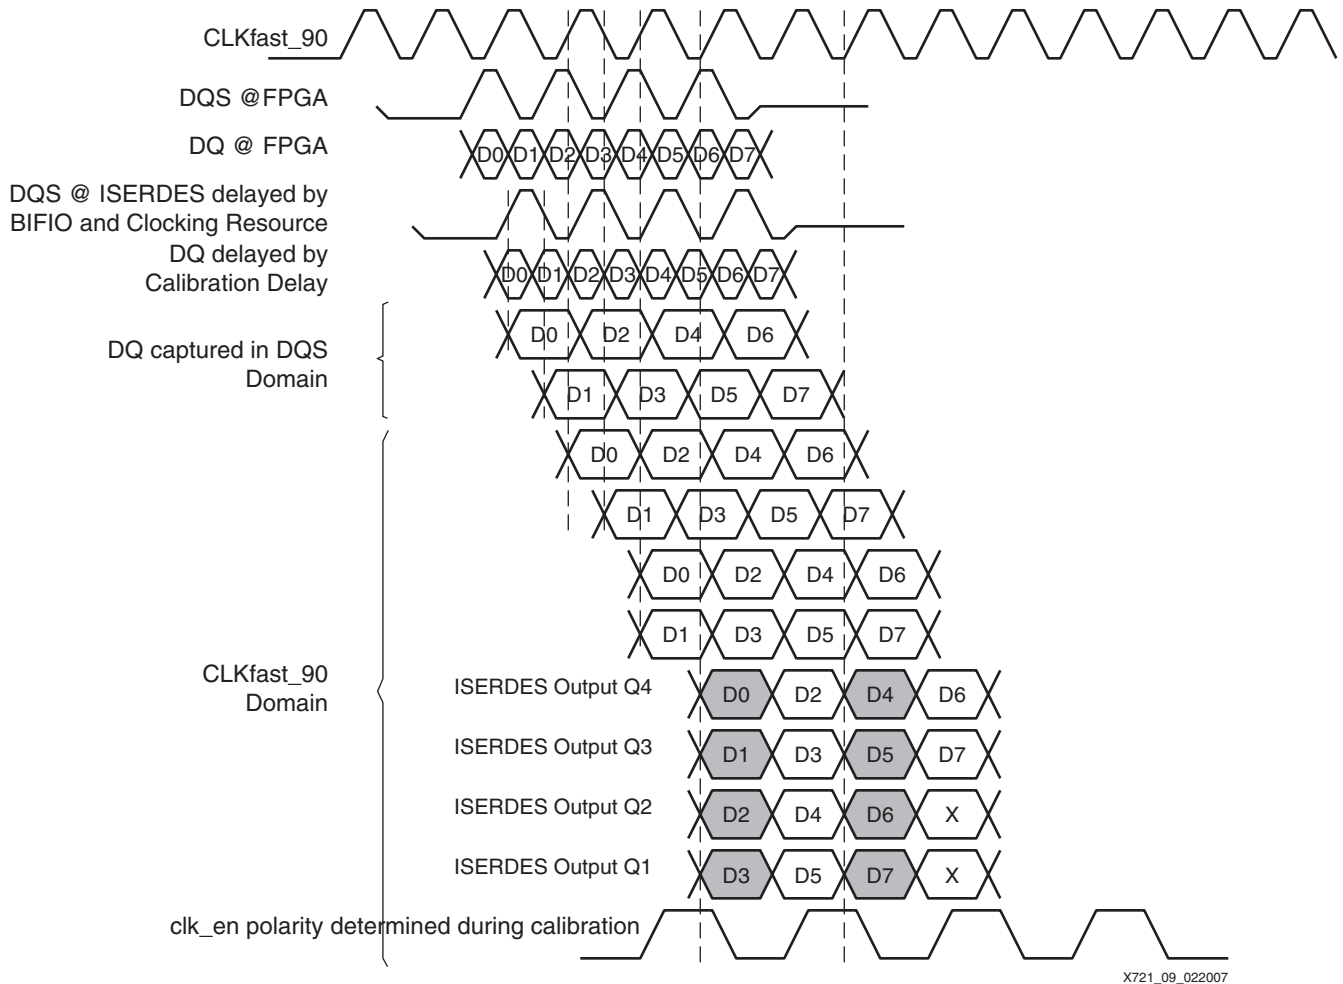 CLKfast_90
DQS @FPGA
DQ @ FPGA
D0 D1 D2 D3 D4 D5 D6 D7
DQS @ ISERDES delayed by
BIFIO and Clocking Resource
DQ delayed by
Calibration Delay
D0 D1 D2 D3 D4 D5 D6 D7
DQ captured in DQS
Domain
D0 D2 D4 D6
D1 D3 D5 D7
D0 D2 D4 D6
D1 D3 D5 D7
D0 D2 D4 D6
D1 D3 D5 D7
CLKfast_90
Domain
ISERDES Output Q4 D0 D2 D4 D6
ISERDES Output Q3 D1 D3 D5 D7
ISERDES Output Q2 D2 D4 D6 X
ISERDES Output Q1 D3 D5 D7 X
clk_en polarity determined during calibration
X721_09_022007